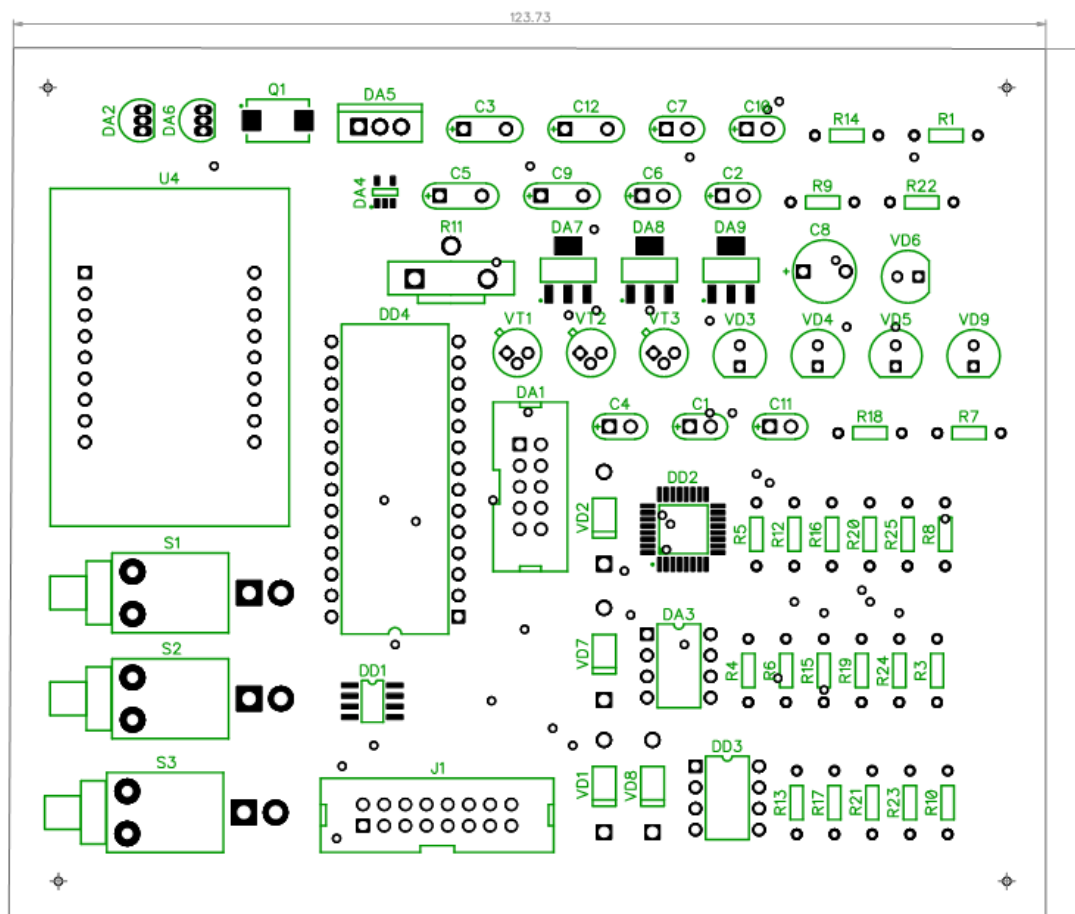 123.73
DA2 DA6 Q1 DA5 C3 C12 C7 C10 R14 R1
U4 DA4 C5 C9 C6 C2 R9 R22
R11 DA7 DA8 DA9 C8 VD6
DD4 VT1 VT2 VT3 VD3 VD4 VD5 VD9
DA1 C4 C1 C11 R18 R7
VD2 DD2 R5 R12 R16 R20 R25 R8
S1
VD7 DA3 R4 R6 R15 R19 R24 R3
S2 DD1
S3 J1 VD1 VD8 DD3 R13 R17 R21 R23 R10